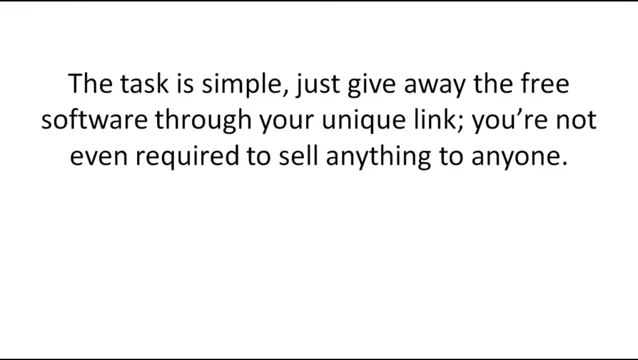 The task is simple, just give away the free
software through your unique link; you’re not
even required to sell anything to anyone.